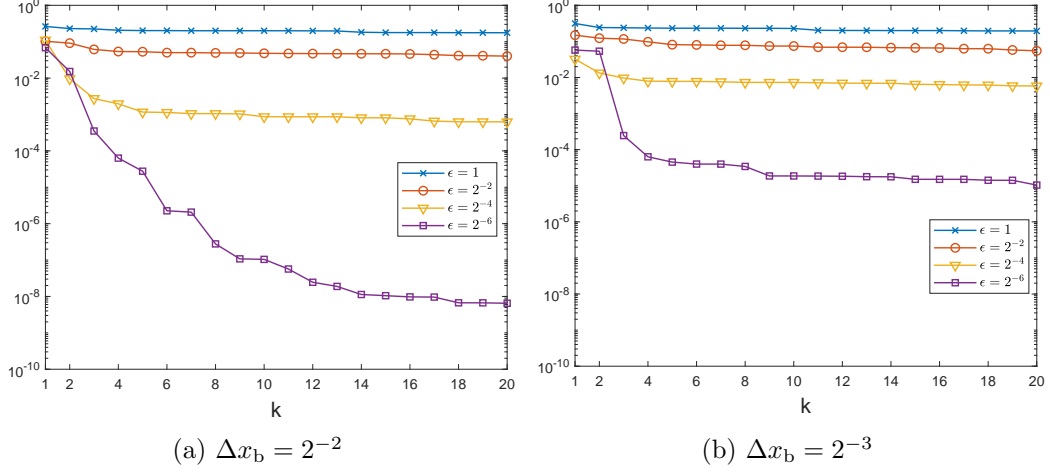 10^0
10^-2
10^-4
10^-6
10^-8
10^-10
1 2 4 6 8 10 12 14 16 18 20
k
ϵ = 1
ϵ = 2^-2
ϵ = 2^-4
ϵ = 2^-6
(a) Δx_b = 2^-2
10^0
10^-2
10^-4
10^-6
10^-8
10^-10
1 2 4 6 8 10 12 14 16 18 20
k
ϵ = 1
ϵ = 2^-2
ϵ = 2^-4
ϵ = 2^-6
(b) Δx_b = 2^-3